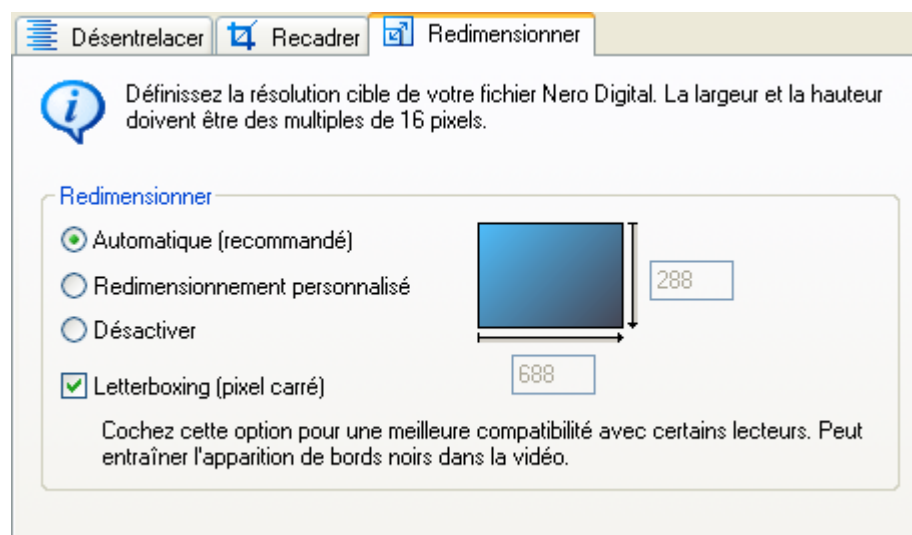 Désentrelacer
Recadrer
Redimensionner
Définissez la résolution cible de votre fichier Nero Digital. La largeur et la hauteur
doivent être des multiples de 16 pixels.
Redimensionner
Automatique (recommandé)
288
Redimensionnement personnalisé
Désactiver
688
Letterboxing (pixel carré)
Cochez cette option pour une meilleure compatibilité avec certains lecteurs. Peut
entraîner l'apparition de bords noirs dans la vidéo.